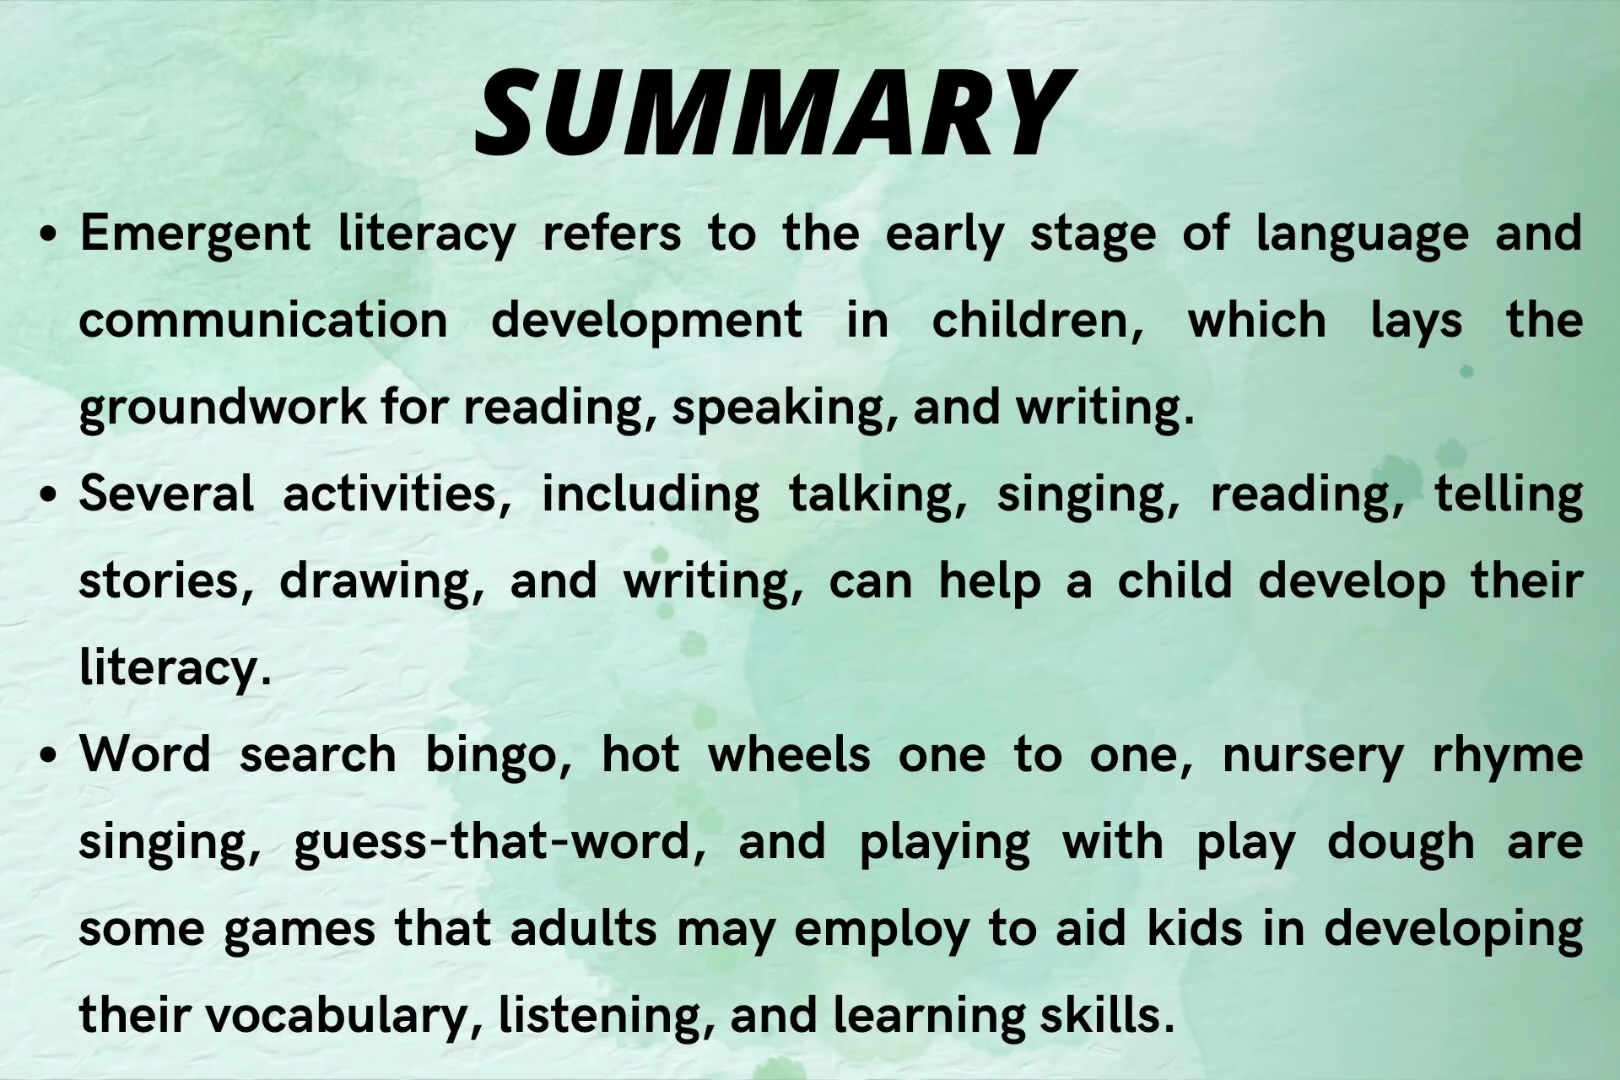 SUMMARY
• Emergent literacy refers to the early stage of language and
communication development in children, which lays the
groundwork for reading, speaking, and writing.
• Several activities, including talking, singing, reading, telling
stories, drawing, and writing, can help a child develop their
literacy.
• Word search bingo, hot wheels one to one, nursery rhyme
singing, guess-that-word, and playing with play dough are
some games that adults may employ to aid kids in developing
their vocabulary, listening, and learning skills.